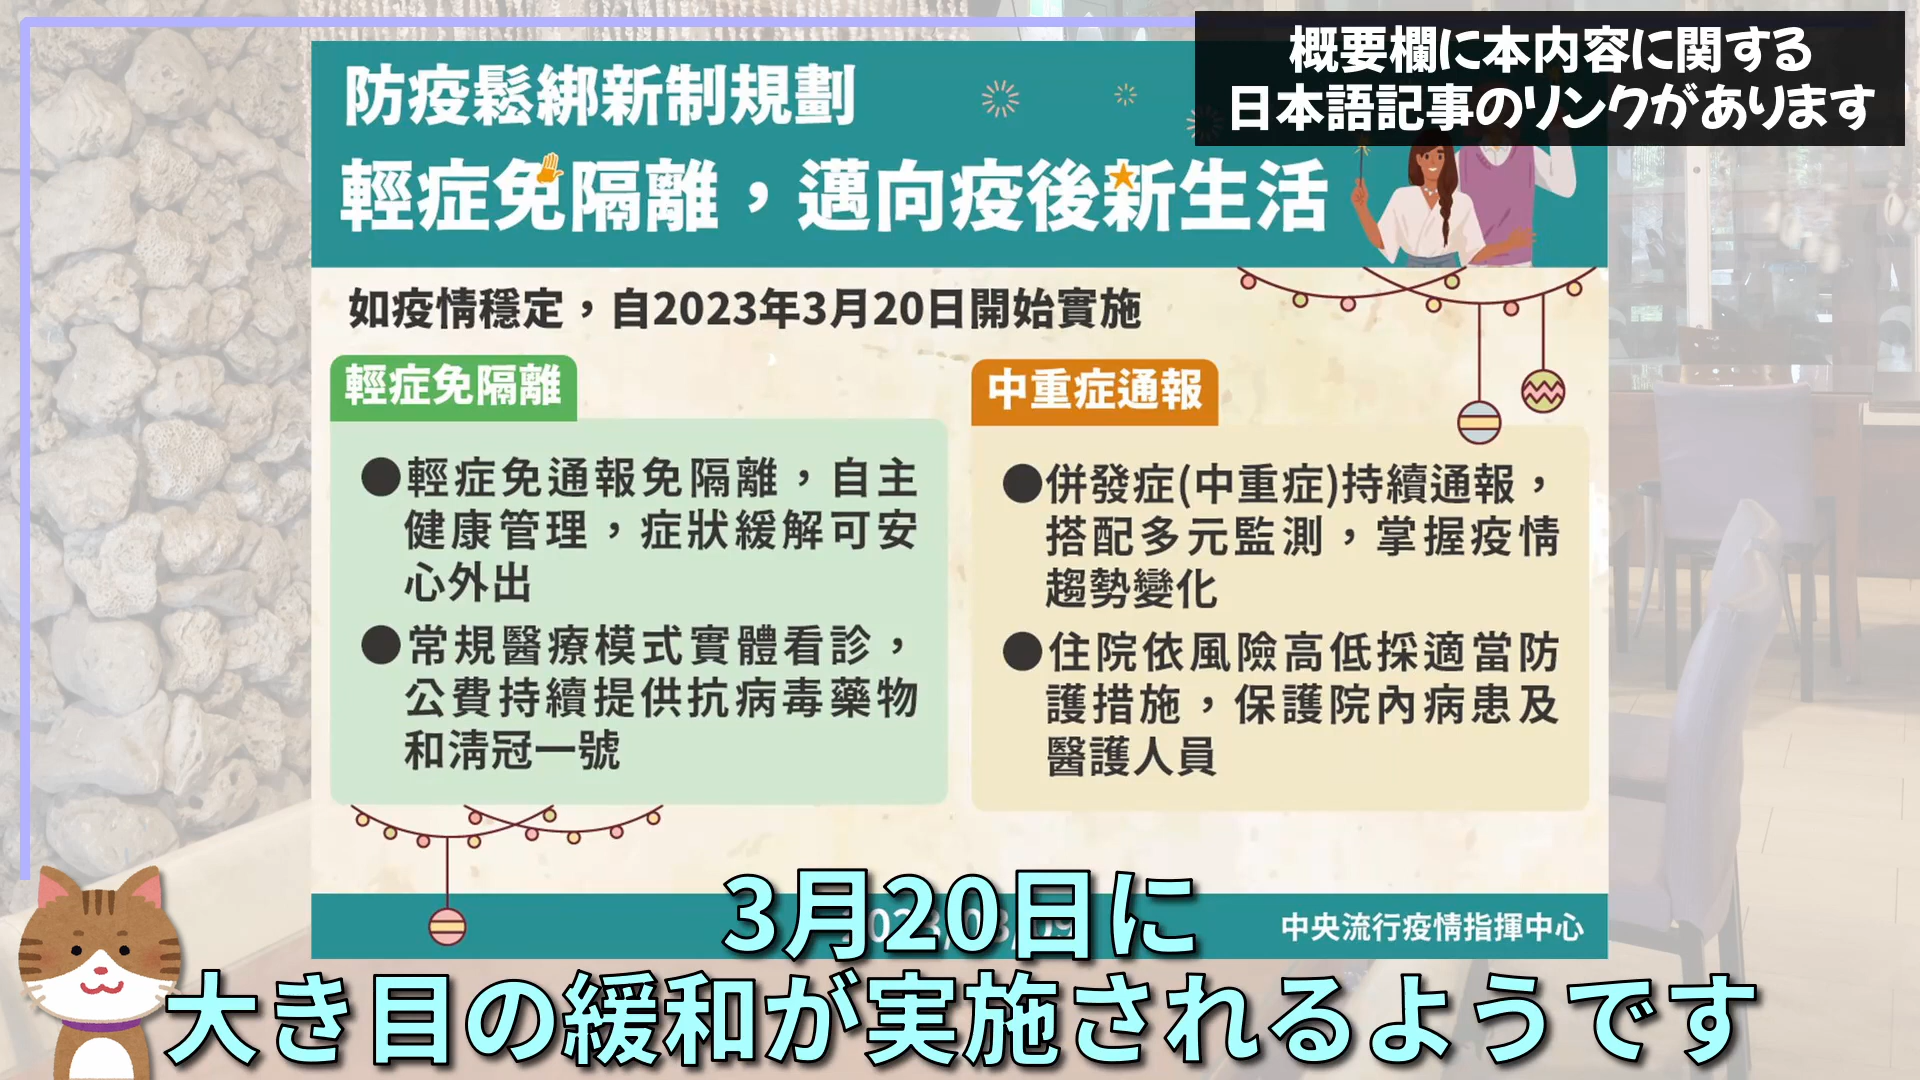 概要欄に本内容に関する
日本語記事のリンクがあります
防疫鬆綁新制規劃
輕症免隔離，邁向疫後新生活
如疫情穩定，自2023年3月20日開始實施
輕症免隔離
●輕症免通報免隔離，自主
健康管理，症狀緩解可安
心外出
●常規醫療模式實體看診，
公費持續提供抗病毒藥物
和清冠一號
中重症通報
●併發症(中重症)持續通報，
搭配多元監測，掌握疫情
趨勢變化
●住院依風險高低採適當防
護措施，保護院內病患及
醫護人員
中央流行疫情指揮中心
3月20日に
大き目の緩和が実施されるようです